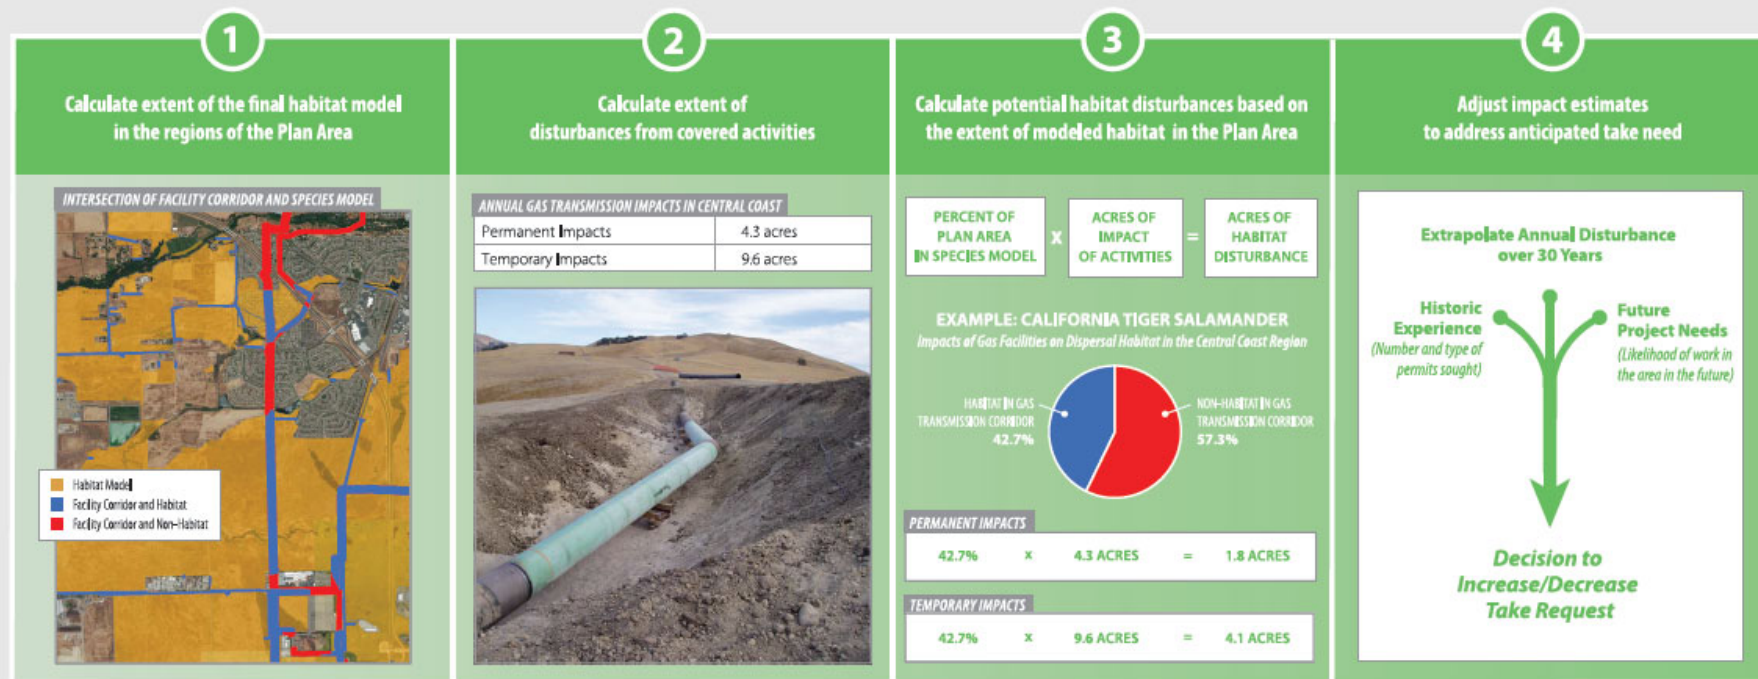 1
Calculate extent of the final habitat model
in the regions of the Plan Area
INTERSECTION OF FACILITY CORRIDOR AND SPECIES MODEL
Habitat Model
Facility Corridor and Habitat
Facility Corridor and Non-Habitat
2
Calculate extent of
disturbances from covered activities
ANNUAL GAS TRANSMISSION IMPACTS IN CENTRAL COAST
Permanent Impacts 4.3 acres
Temporary Impacts 9.6 acres
3
Calculate potential habitat disturbances based on
the extent of modeled habitat in the Plan Area
PERCENT OF
PLAN AREA
IN SPECIES MODEL
x
ACRES OF
IMPACT
OF ACTIVITIES
=
ACRES OF
HABITAT
DISTURBANCE
EXAMPLE: CALIFORNIA TIGER SALAMANDER
Impacts of Gas Facilities on Dispersal Habitat in the Central Coast Region
HABITAT IN GAS
TRANSMISSION CORRIDOR
42.7%
NON-HABITAT IN GAS
TRANSMISSION CORRIDOR
57.3%
PERMANENT IMPACTS
42.7% x 4.3 ACRES = 1.8 ACRES
TEMPORARY IMPACTS
42.7% x 9.6 ACRES = 4.1 ACRES
4
Adjust impact estimates
to address anticipated take need
Extrapolate Annual Disturbance
over 30 Years
Historic
Experience
(Number and type of
permits sought)
Future
Project Needs
(Likelihood of work in
the area in the future)
Decision to
Increase/Decrease
Take Request